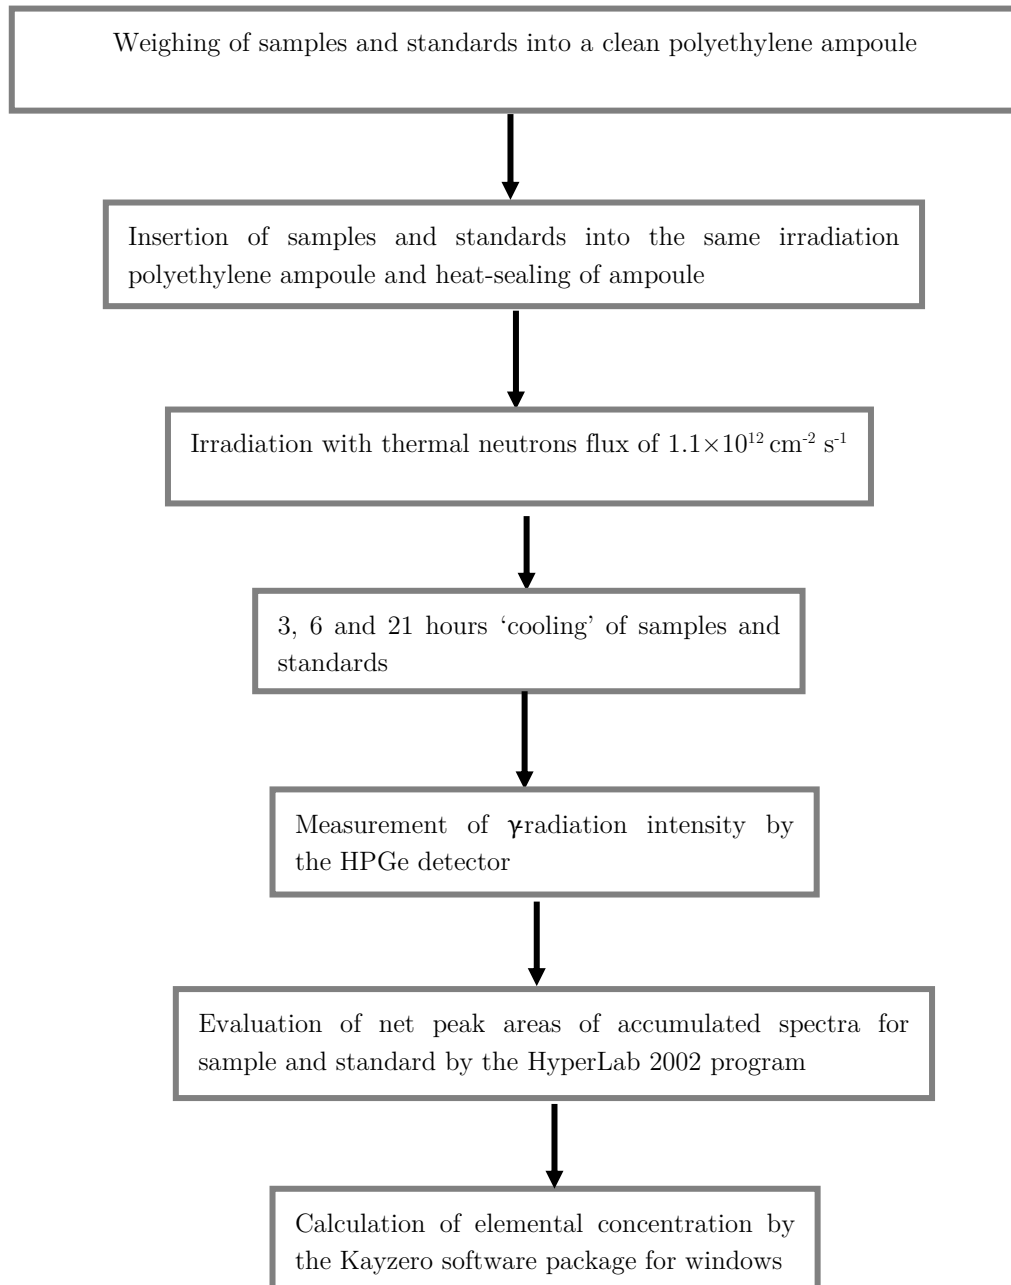 Weighing of samples and standards into a clean polyethylene ampoule
Insertion of samples and standards into the same irradiation
polyethylene ampoule and heat-sealing of ampoule
Irradiation with thermal neutrons flux of 1.1×10¹² cm⁻² s⁻¹
3, 6 and 21 hours ‘cooling’ of samples and
standards
Measurement of γ-radiation intensity by
the HPGe detector
Evaluation of net peak areas of accumulated spectra for
sample and standard by the HyperLab 2002 program
Calculation of elemental concentration by
the Kayzero software package for windows